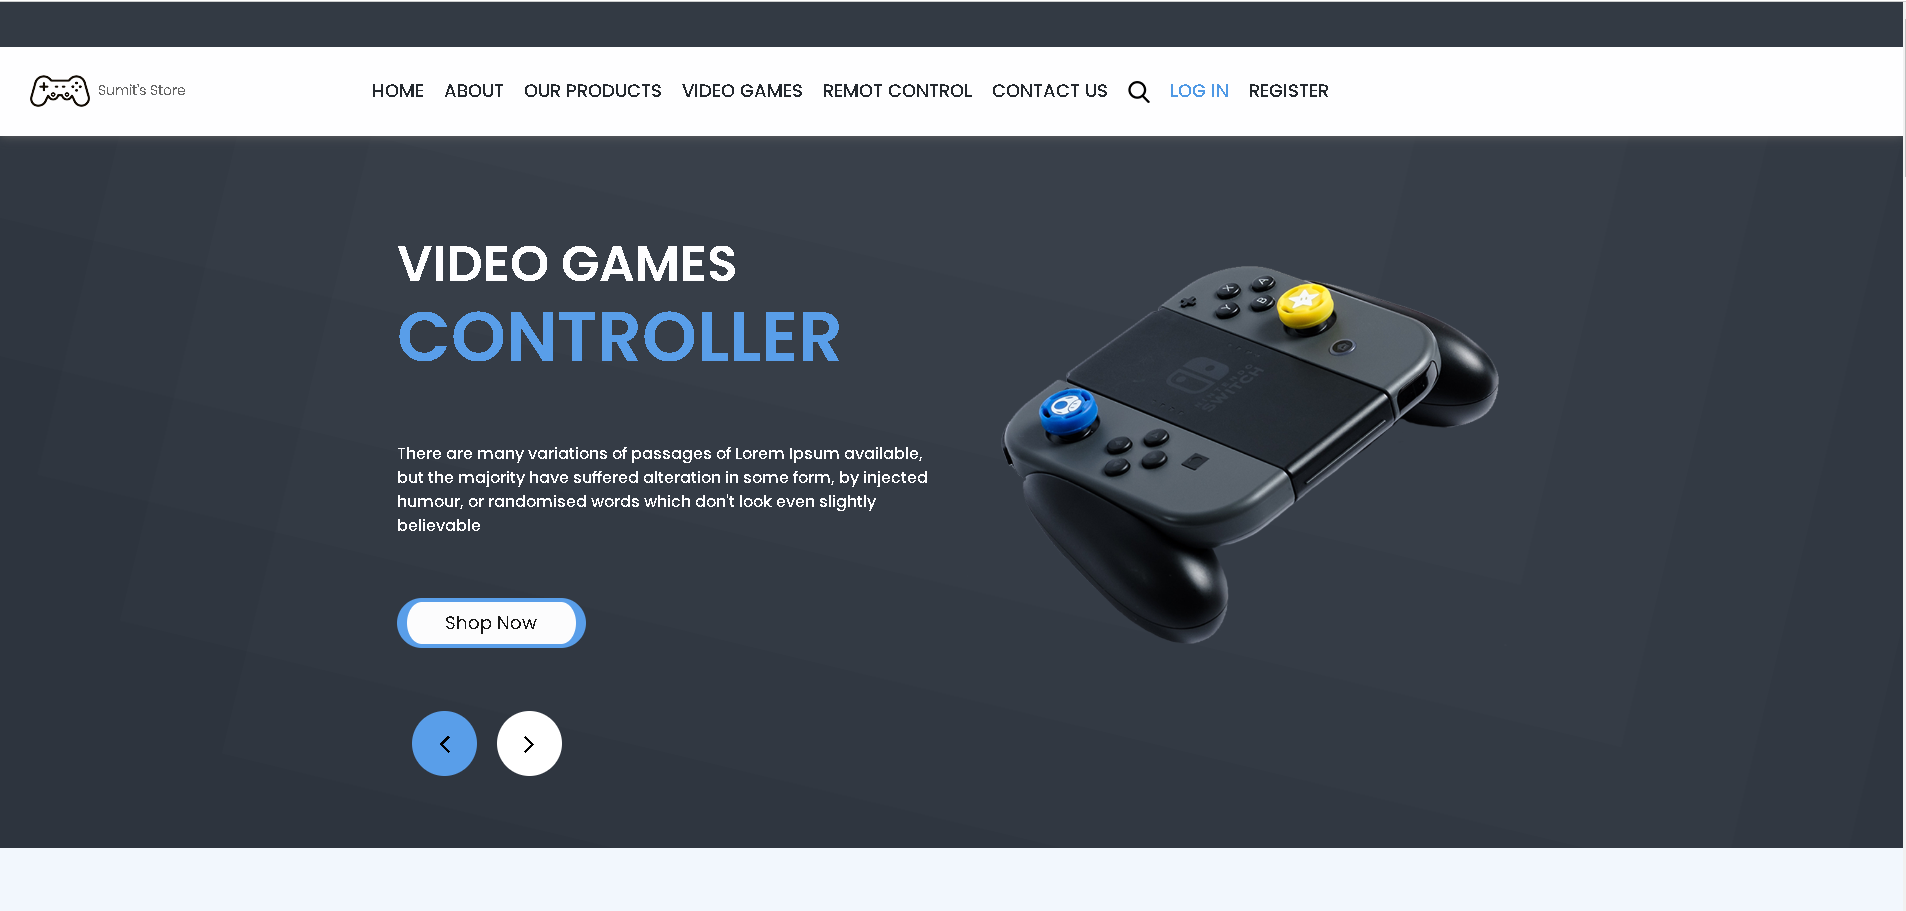 Sumit's Store
HOME ABOUT OUR PRODUCTS VIDEO GAMES REMOT CONTROL CONTACT US LOG IN REGISTER
VIDEO GAMES
CONTROLLER
There are many variations of passages of Lorem Ipsum available,
but the majority have suffered alteration in some form, by injected
humour, or randomised words which don't look even slightly
believable
Shop Now
X
A
Y
B
NINTENDO
SWITCH